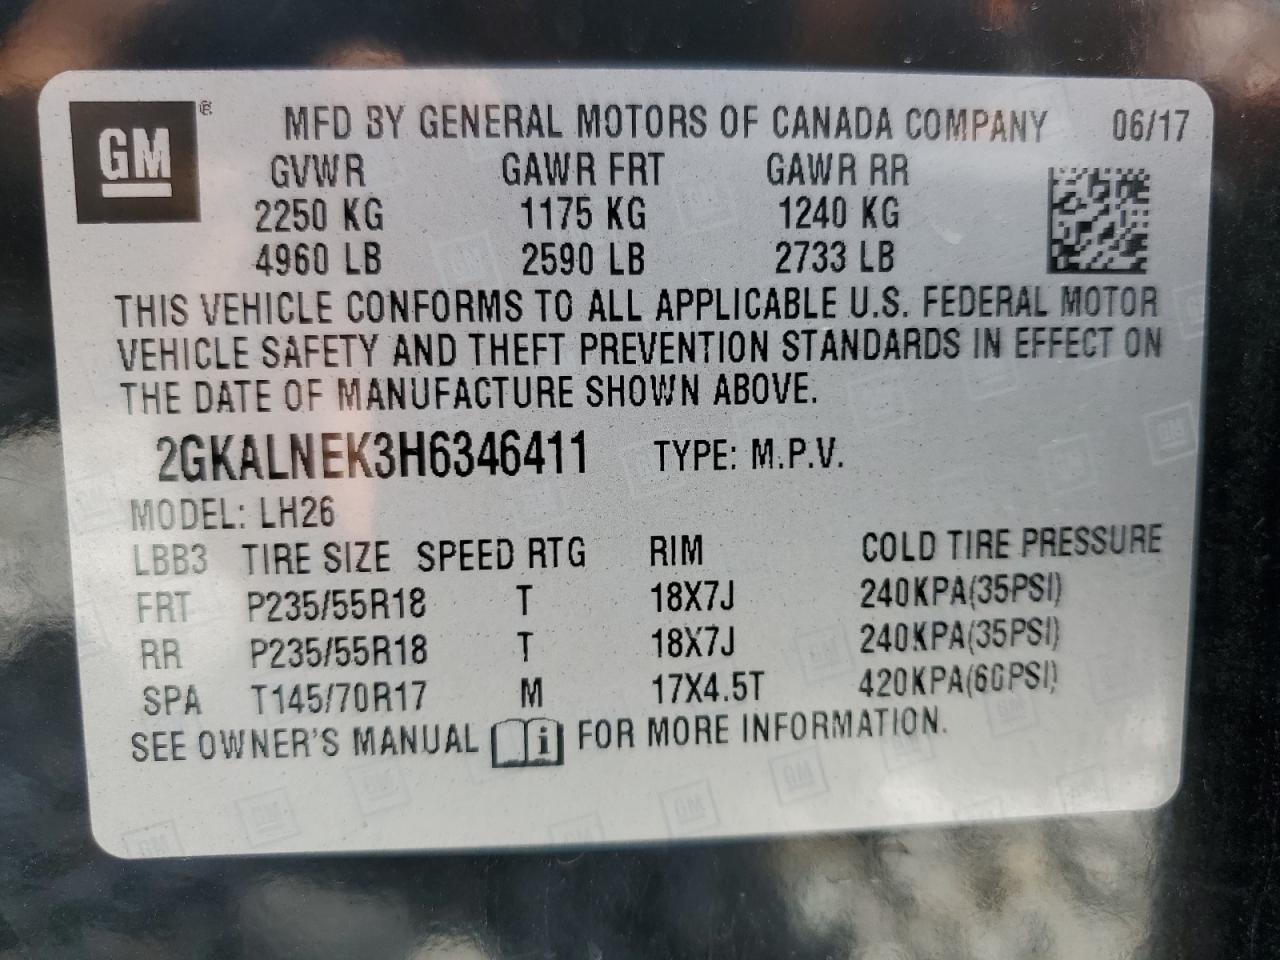 GM ®
MFD BY GENERAL MOTORS OF CANADA COMPANY 06/17
GVWR GAWR FRT GAWR RR
2250 KG 1175 KG 1240 KG
4960 LB 2590 LB 2733 LB
THIS VEHICLE CONFORMS TO ALL APPLICABLE U.S. FEDERAL MOTOR
VEHICLE SAFETY AND THEFT PREVENTION STANDARDS IN EFFECT ON
THE DATE OF MANUFACTURE SHOWN ABOVE.
2GKALNEK3H6346411 TYPE: M.P.V.
MODEL: LH26
LBB3 TIRE SIZE SPEED RTG RIM COLD TIRE PRESSURE
FRT P235/55R18 T 18X7J 240KPA(35PSI)
RR P235/55R18 T 18X7J 240KPA(35PSI)
SPA T145/70R17 M 17X4.5T 420KPA(60PSI)
SEE OWNER'S MANUAL i FOR MORE INFORMATION.